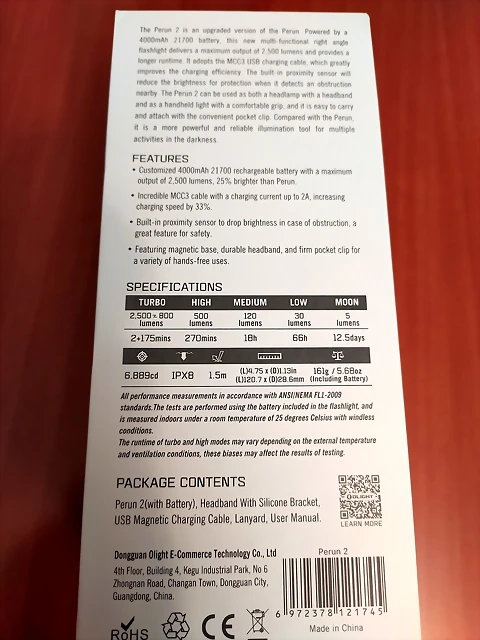 The Perun 2 is an upgraded version of the Perun. Powered by a
4000mAh 21700 battery, this new multi-functional right angle
flashlight delivers a maximum output of 2,500 lumens and provides a
longer runtime. It adopts the MCC3 USB charging cable, which greatly
improves the charging efficiency. The built-in proximity sensor will
reduce the brightness for protection when it detects an obstruction
nearby. The Perun 2 can be used as both a headlamp with a headband
and as a handheld light with a comfortable grip, and it is easy to carry
and attach with the convenient pocket clip. Compared with the Perun,
it is a more powerful and reliable illumination tool for multiple
activities in the darkness.
FEATURES
• Customized 4000mAh 21700 rechargeable battery with a maximum
output of 2,500 lumens, 25% brighter than Perun.
• Incredible MCC3 cable with a charging current up to 2A, increasing
charging speed by 33%.
• Built-in proximity sensor to drop brightness in case of obstruction, a
great feature for safety.
• Featuring magnetic base, durable headband, and firm pocket clip for
a variety of hands-free uses.
SPECIFICATIONS
TURBO HIGH MEDIUM LOW MOON
2,500~800 500 120 30 5
lumens lumens lumens lumens lumens
2+175mins 270mins 18h 66h 12.5days
6,889cd IPX8 1.5m (L)4.75 x (D)1.13in 161g / 5.68oz
(L)120.7 x (D)28.6mm (Including Battery)
All performance measurements in accordance with ANSI/NEMA FL1-2009
standards.The tests are performed using the battery included in the flashlight, and
is measured indoors under a room temperature of 25 degrees Celsius with windless
conditions.
The runtime of turbo and high modes may vary depending on the external temperature
and ventilation conditions, these biases may affect the results of testing.
PACKAGE CONTENTS
Perun 2(with Battery), Headband With Silicone Bracket,
USB Magnetic Charging Cable, Lanyard, User Manual.
OLIGHT
LEARN MORE
Dongguan Olight E-Commerce Technology Co., Ltd
4th Floor, Building 4, Kegu Industrial Park, No 6
Zhongnan Road, Changan Town, Dongguan City,
Guangdong, China.
Perun 2
6 972378 121745
Made in China
RoHS CE